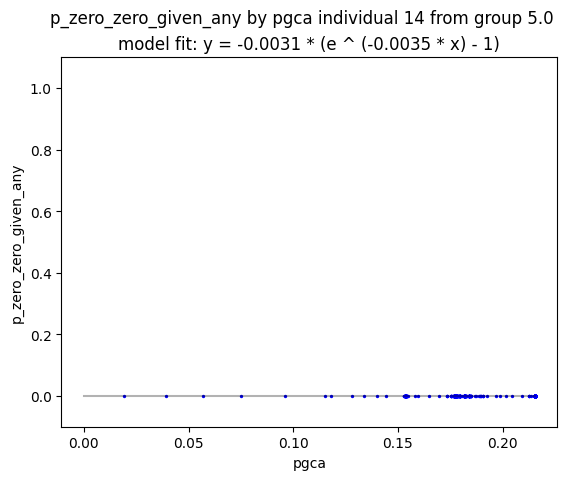 p_zero_zero_given_any by pgca individual 14 from group 5.0
model fit: y = -0.0031 * (e ^ (-0.0035 * x) - 1)
1.0
0.8
0.6
0.4
0.2
0.0
p_zero_zero_given_any
0.00
0.05
0.10
0.15
0.20
pgca